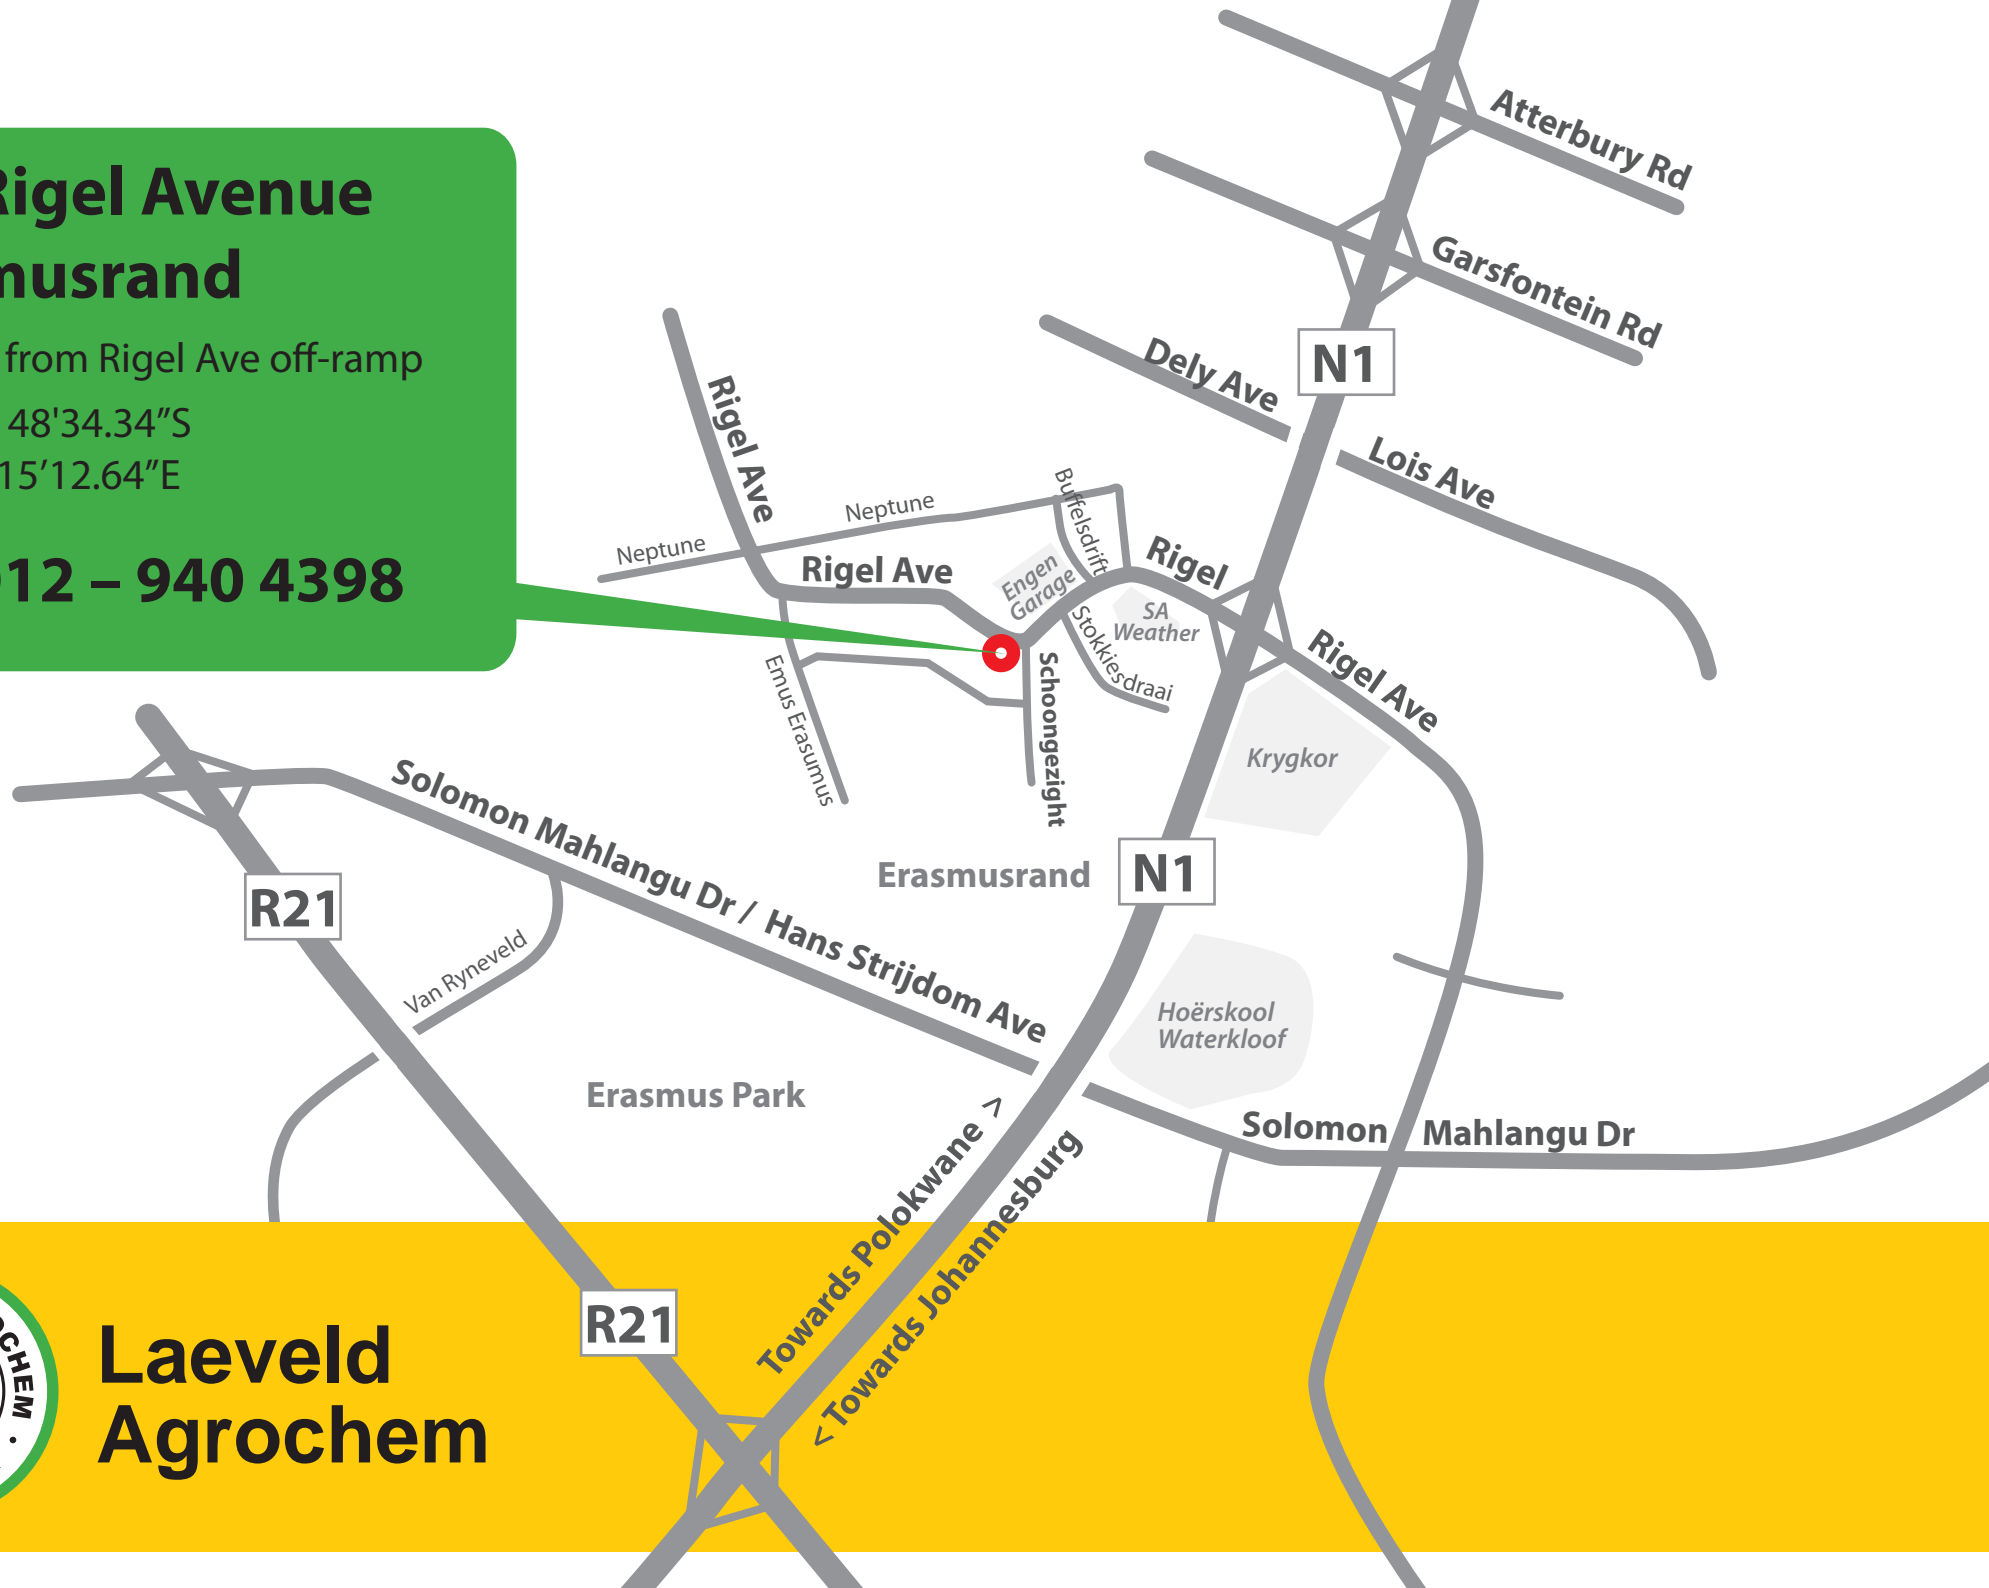 Atterbury Rd
Rigel Avenue
musrand
from Rigel Ave off-ramp
48'34.34”S
15’12.64”E
12 – 940 4398
Garsfontein Rd
N1
Dely Ave
Lois Ave
Rigel Ave
Neptune
Neptune
Buffelsdrift
Rigel Ave
Engen
Garage
Rigel
SA
Weather
Stokkiesdraai
Rigel Ave
Emus Erasumus
Schoongezight
Krygkor
Solomon Mahlangu Dr / Hans Strijdom Ave
Erasmusrand
N1
R21
Van Ryneveld
Hoërskool
Waterkloof
Erasmus Park
Solomon Mahlangu Dr
Towards Polokwane >
< Towards Johannesburg
R21
OCHEM ·
Laeveld
Agrochem